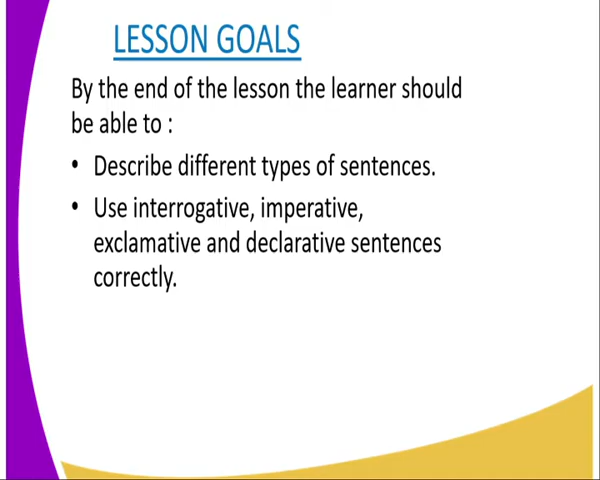 LESSON GOALS
By the end of the lesson the learner should
be able to :
• Describe different types of sentences.
• Use interrogative, imperative,
exclamative and declarative sentences
correctly.